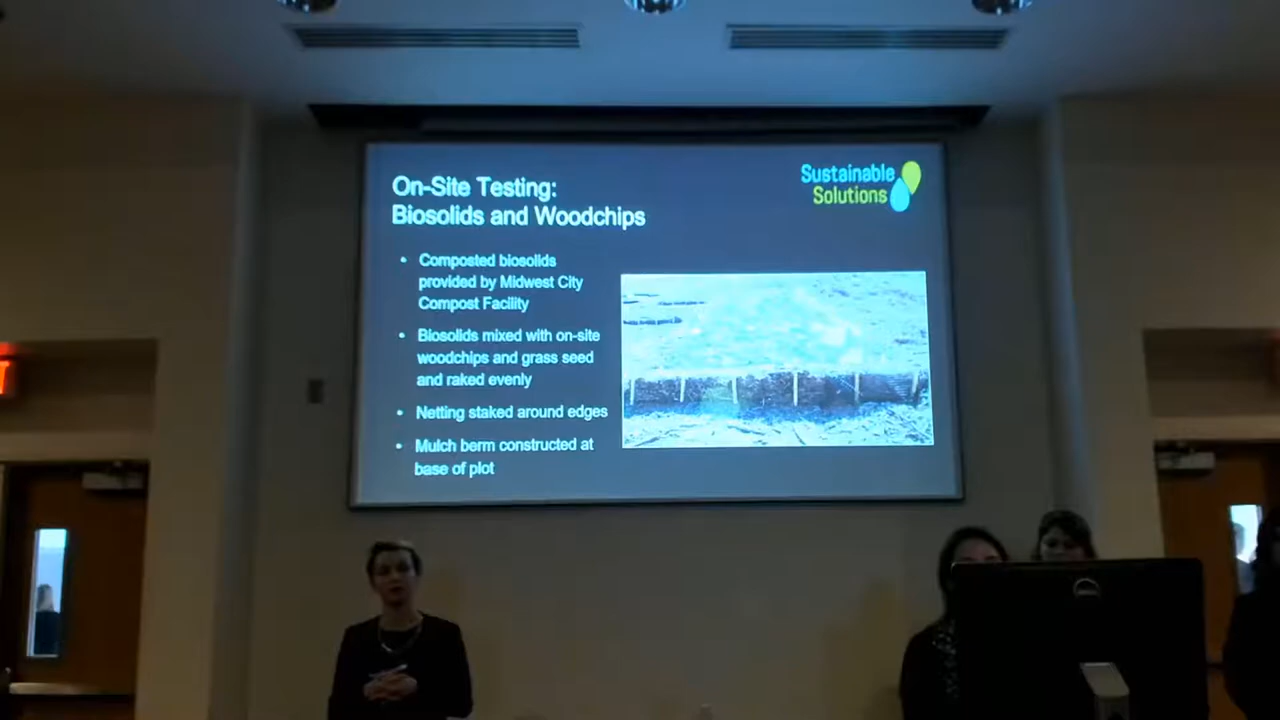 On-Site Testing:
Biosolids and Woodchips
Sustainable
Solutions
• Composted biosolids
provided by Midwest City
Compost Facility
• Biosolids mixed with on-site
woodchips and grass seed
and raked evenly
• Netting staked around edges
• Mulch berm constructed at
base of plot